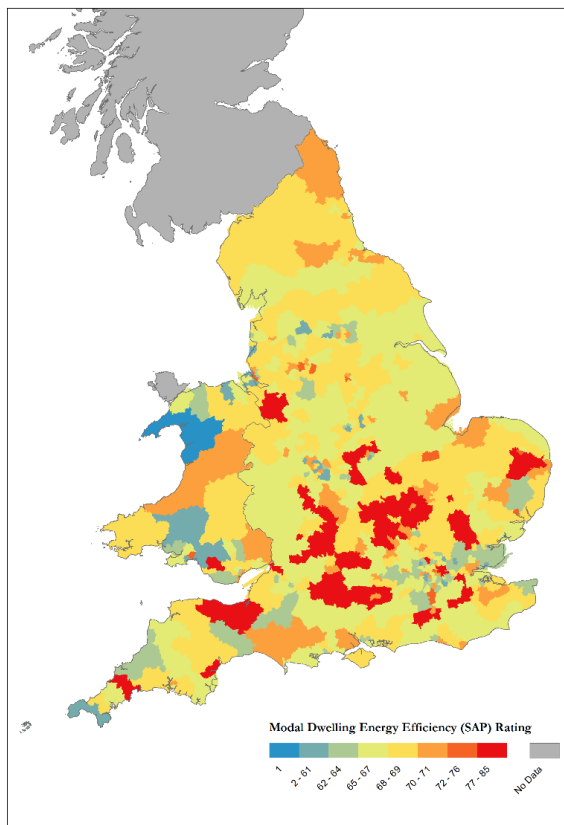 Modal Dwelling Energy Efficiency (SAP) Rating
1
2 - 61
62 - 64
65 - 67
68 - 69
70 - 71
72 - 76
77 - 85
No Data